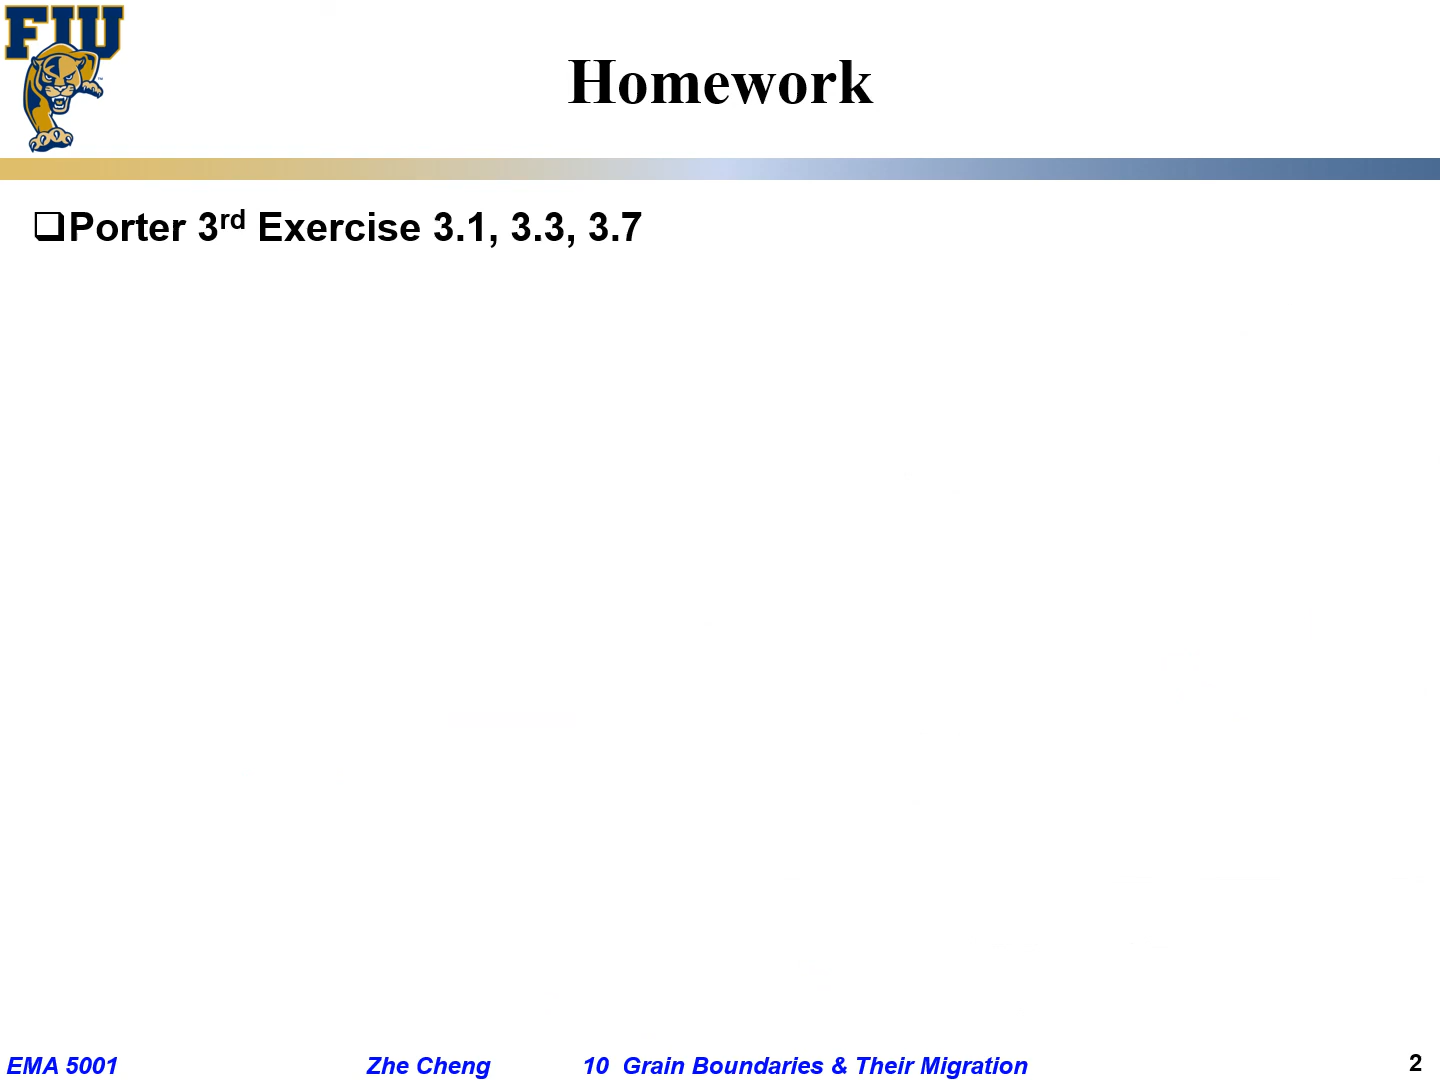 FIU
Homework
❑Porter 3rd Exercise 3.1, 3.3, 3.7
EMA 5001 Zhe Cheng 10 Grain Boundaries & Their Migration 2